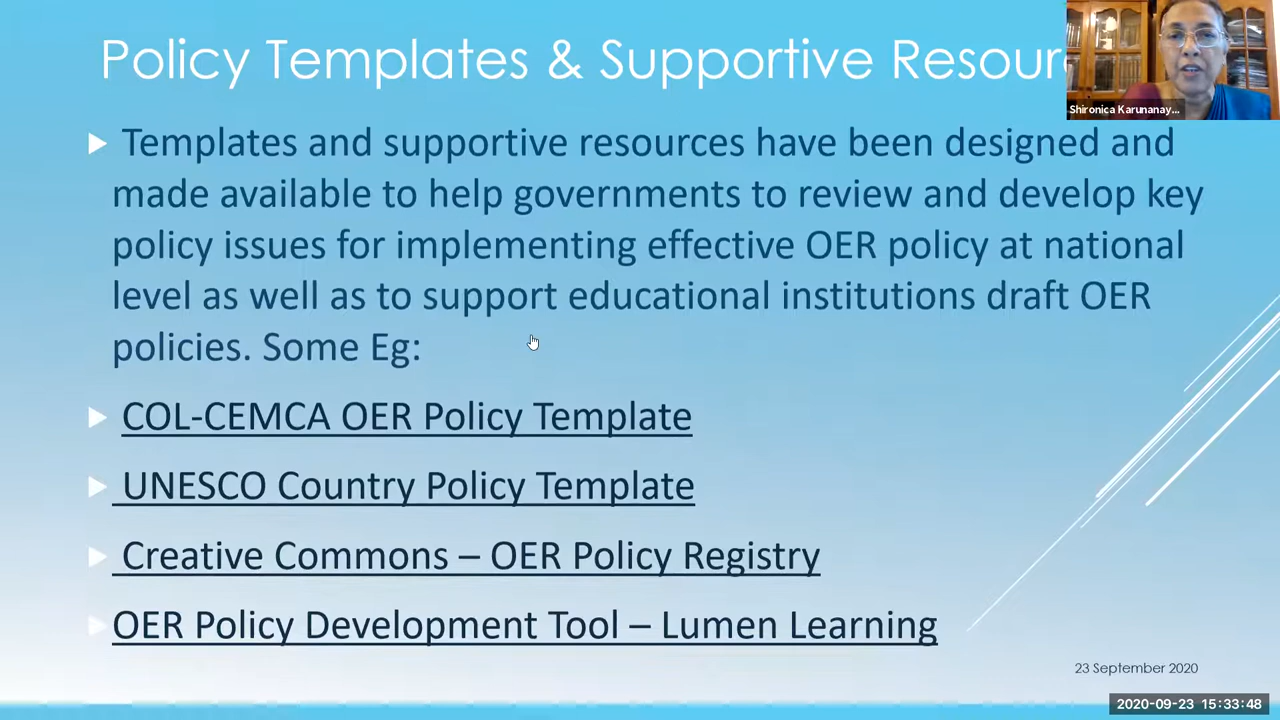 Policy Templates & Supportive Resour
Shironica Karunanay...
Templates and supportive resources have been designed and
made available to help governments to review and develop key
policy issues for implementing effective OER policy at national
level as well as to support educational institutions draft OER
policies. Some Eg:
COL-CEMCA OER Policy Template
UNESCO Country Policy Template
Creative Commons – OER Policy Registry
OER Policy Development Tool – Lumen Learning
23 September 2020
2020-09-23 15:33:48